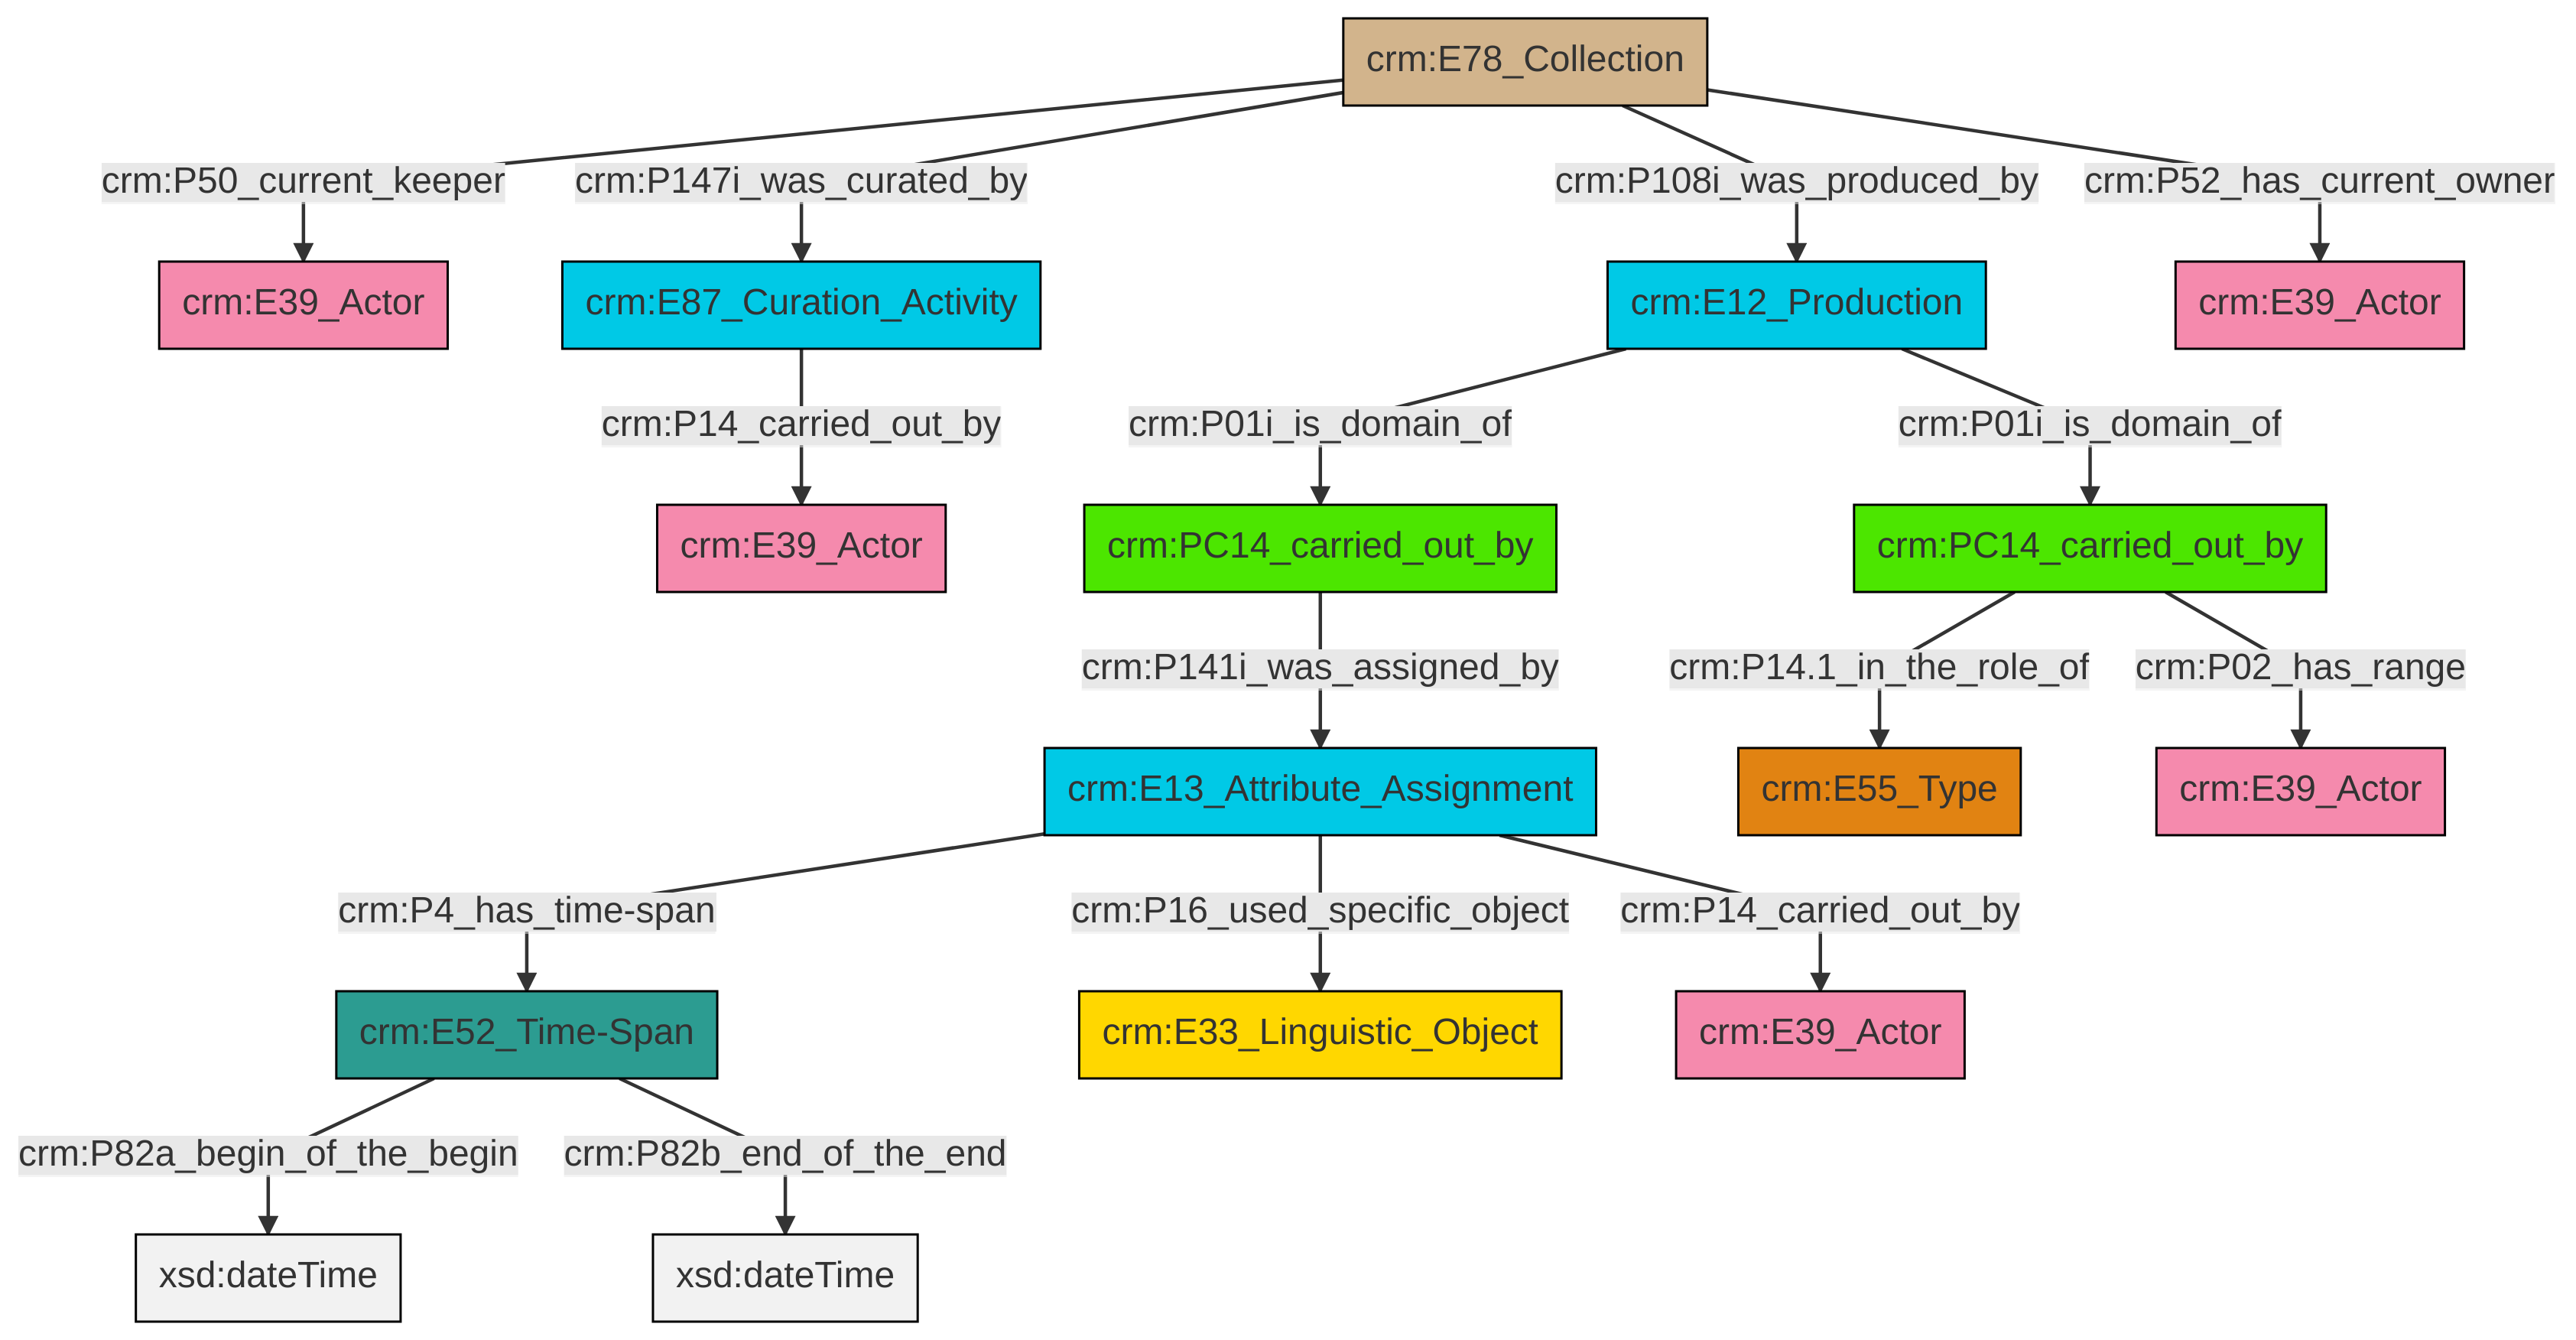 crm:E78_Collection
crm:P50_current_keeper
crm:P147i_was_curated_by
crm:P108i_was_produced_by
crm:P52_has_current_owner
crm:E39_Actor
crm:E87_Curation_Activity
crm:E12_Production
crm:E39_Actor
crm:P14_carried_out_by
crm:P01i_is_domain_of
crm:P01i_is_domain_of
crm:E39_Actor
crm:PC14_carried_out_by
crm:PC14_carried_out_by
crm:P141i_was_assigned_by
crm:P14.1_in_the_role_of
crm:P02_has_range
crm:E13_Attribute_Assignment
crm:E55_Type
crm:E39_Actor
crm:P4_has_time-span
crm:P16_used_specific_object
crm:P14_carried_out_by
crm:E52_Time-Span
crm:E33_Linguistic_Object
crm:E39_Actor
crm:P82a_begin_of_the_begin
crm:P82b_end_of_the_end
xsd:dateTime
xsd:dateTime